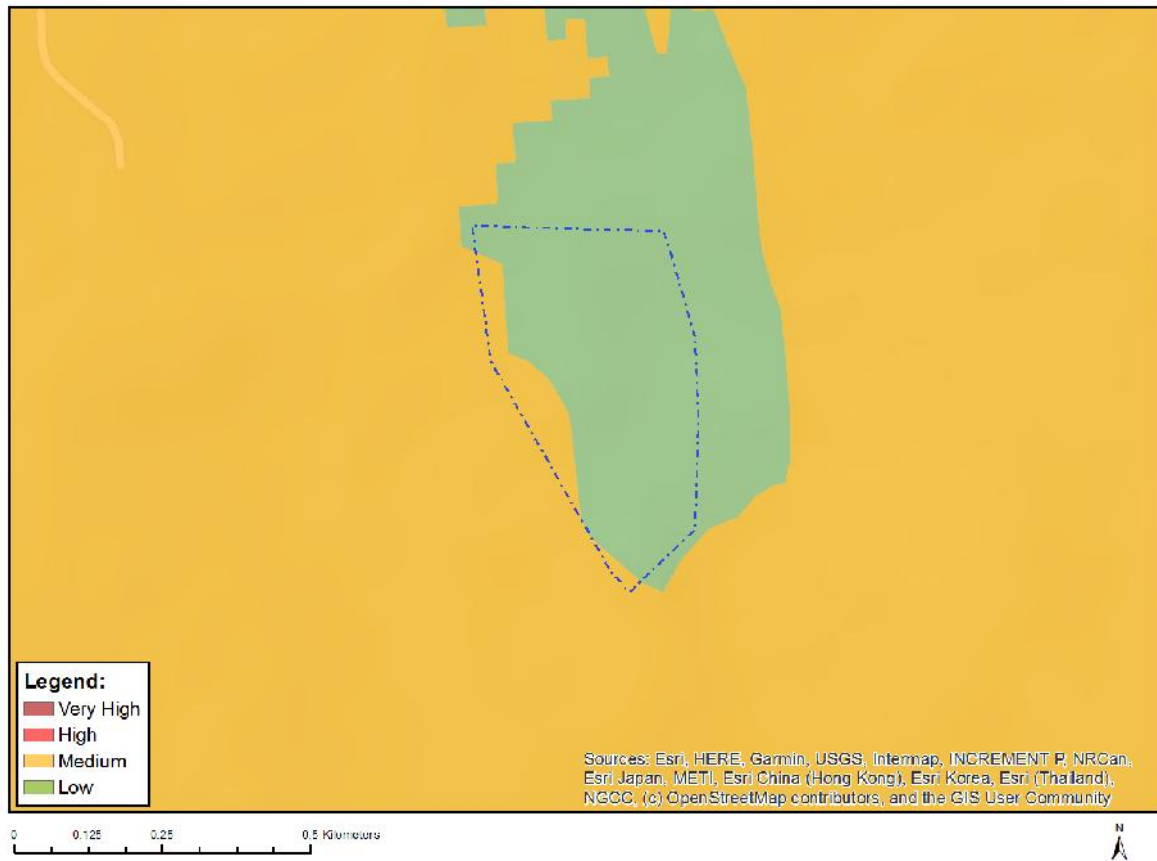 Legend:
Very High
High
Medium
Low
Sources: Esri, HERE, Garmin, USGS, Intermap, INCREMENT P, NRCan,
Esri Japan, METI, Esri China (Hong Kong), Esri Korea, Esri (Thailand),
NGCC, (c) OpenStreetMap contributors, and the GIS User Community
0 0.125 0.25 0.5 Kilometers
N